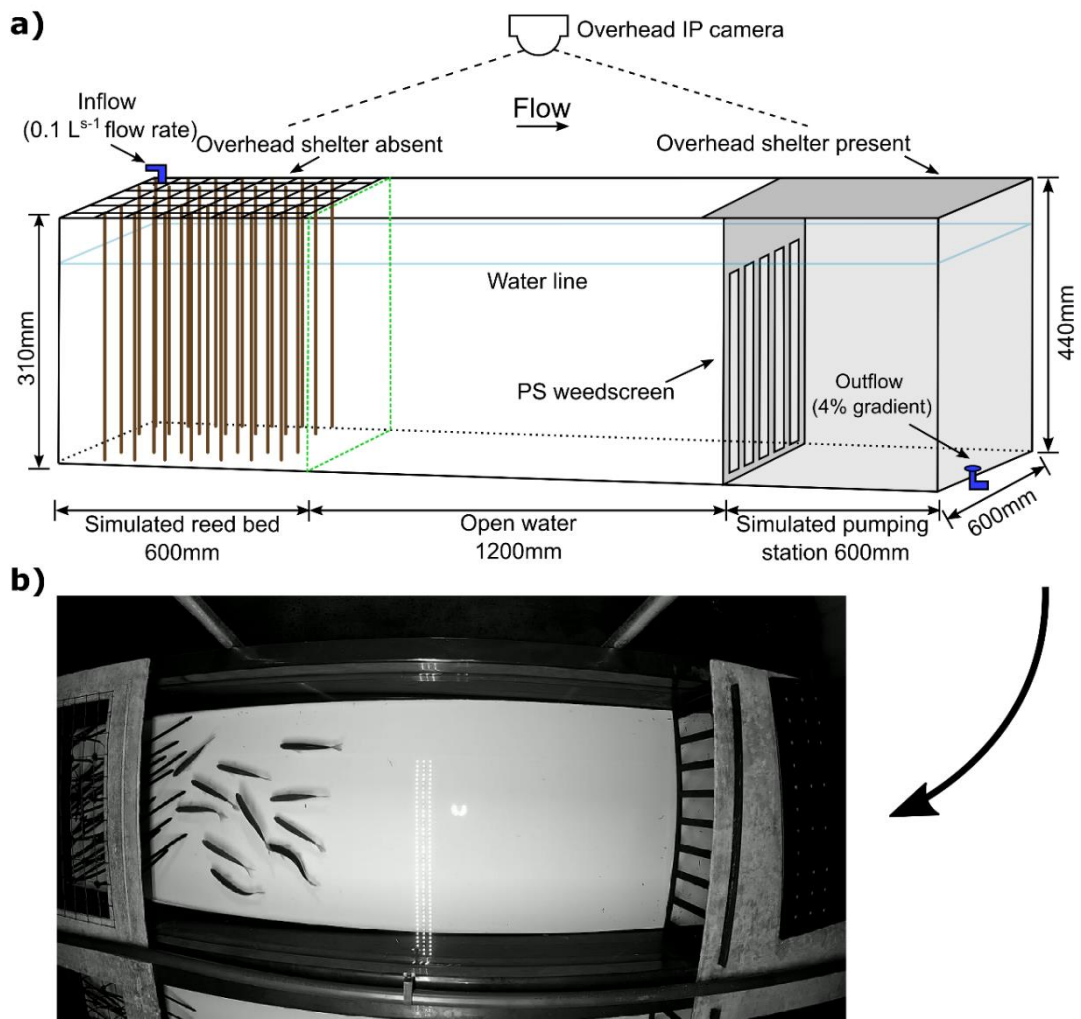 a)
Overhead IP camera
Inflow
(0.1 L^s-1 flow rate)
Flow
Overhead shelter absent
Overhead shelter present
310mm
Water line
440mm
PS weedscreen
Outflow
(4% gradient)
600mm
Simulated reed bed
600mm
Open water
1200mm
Simulated pumping
station 600mm
b)